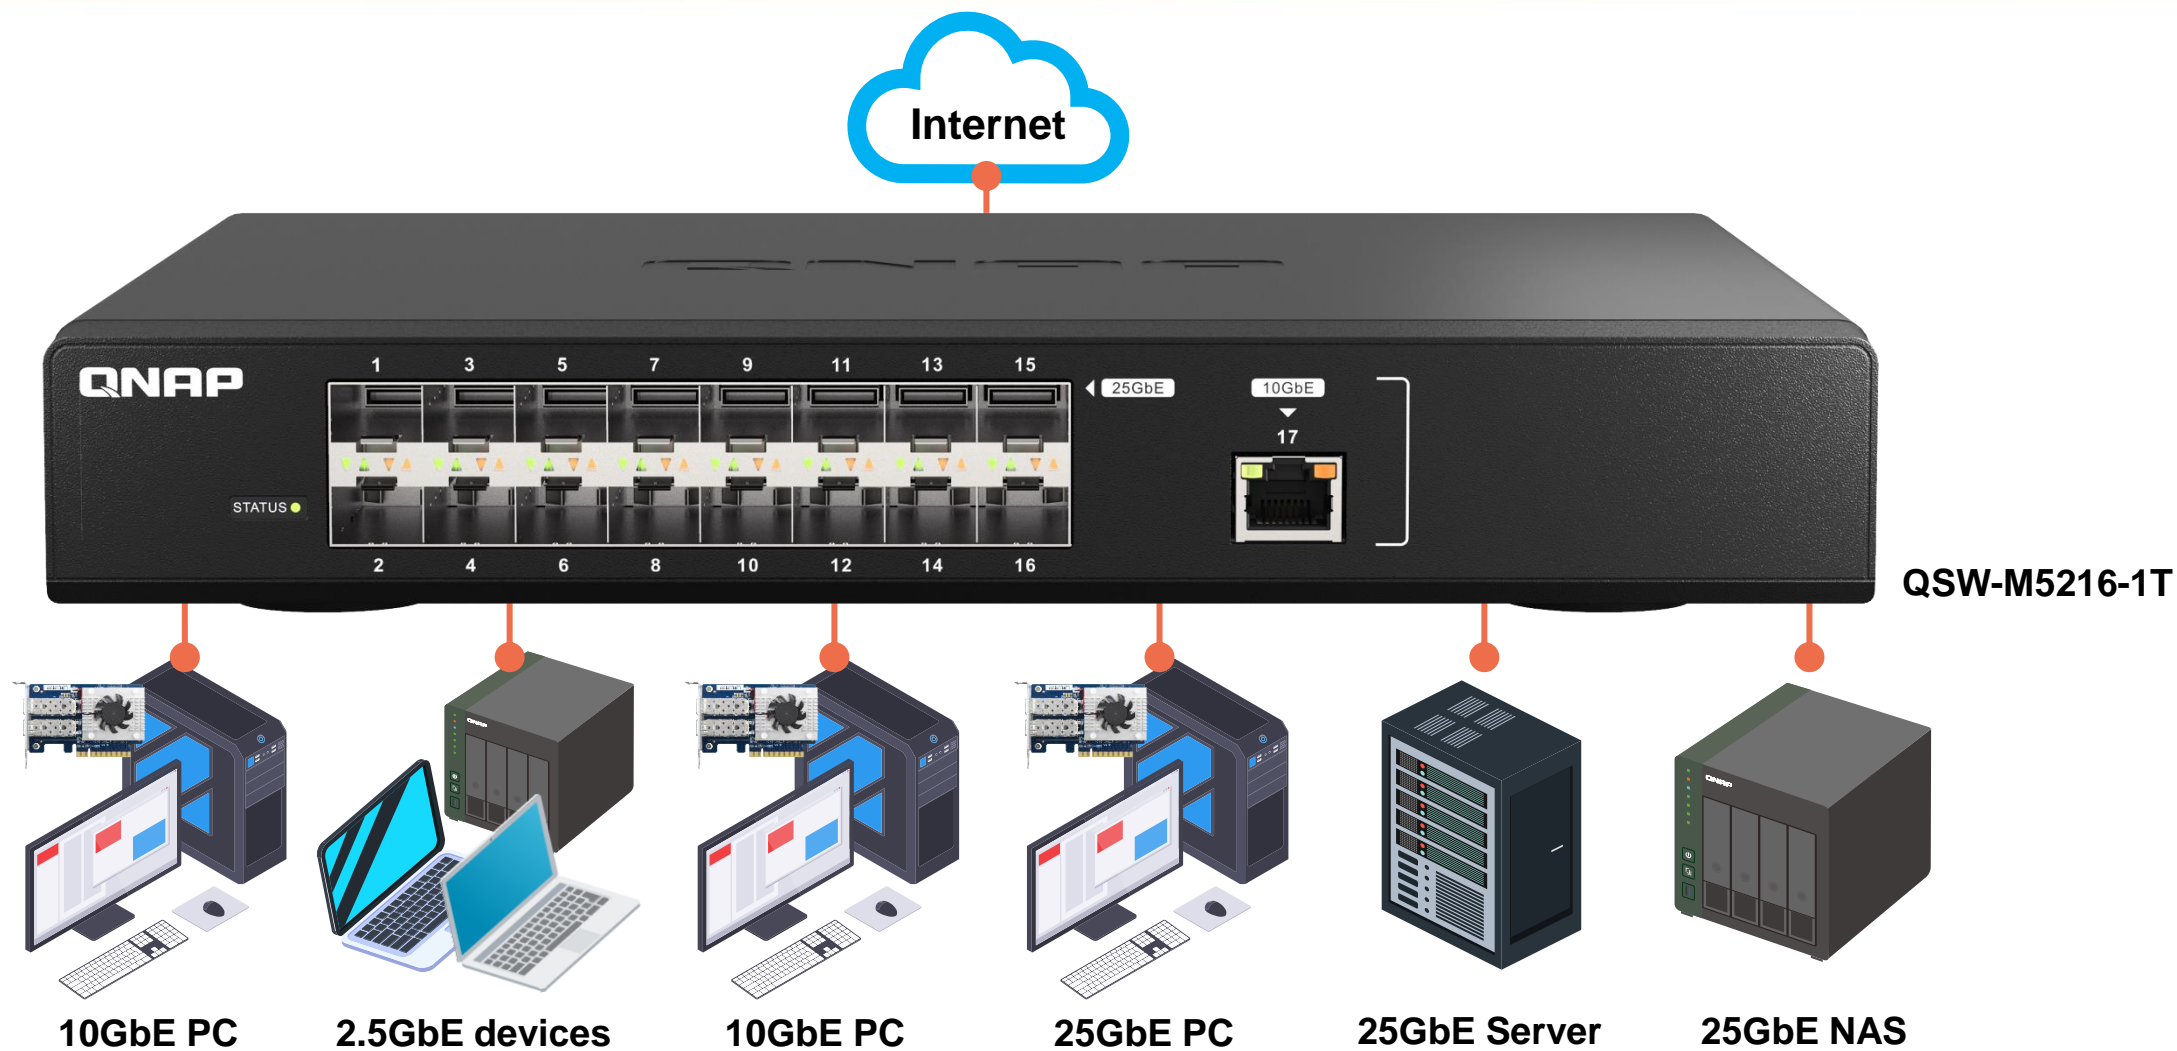 Internet
QNAP
1 3 5 7 9 11 13 15
25GbE
10GbE
17
STATUS
2 4 6 8 10 12 14 16
QSW-M5216-1T
QNAP
QNAP
10GbE PC
2.5GbE devices
10GbE PC
25GbE PC
25GbE Server
25GbE NAS